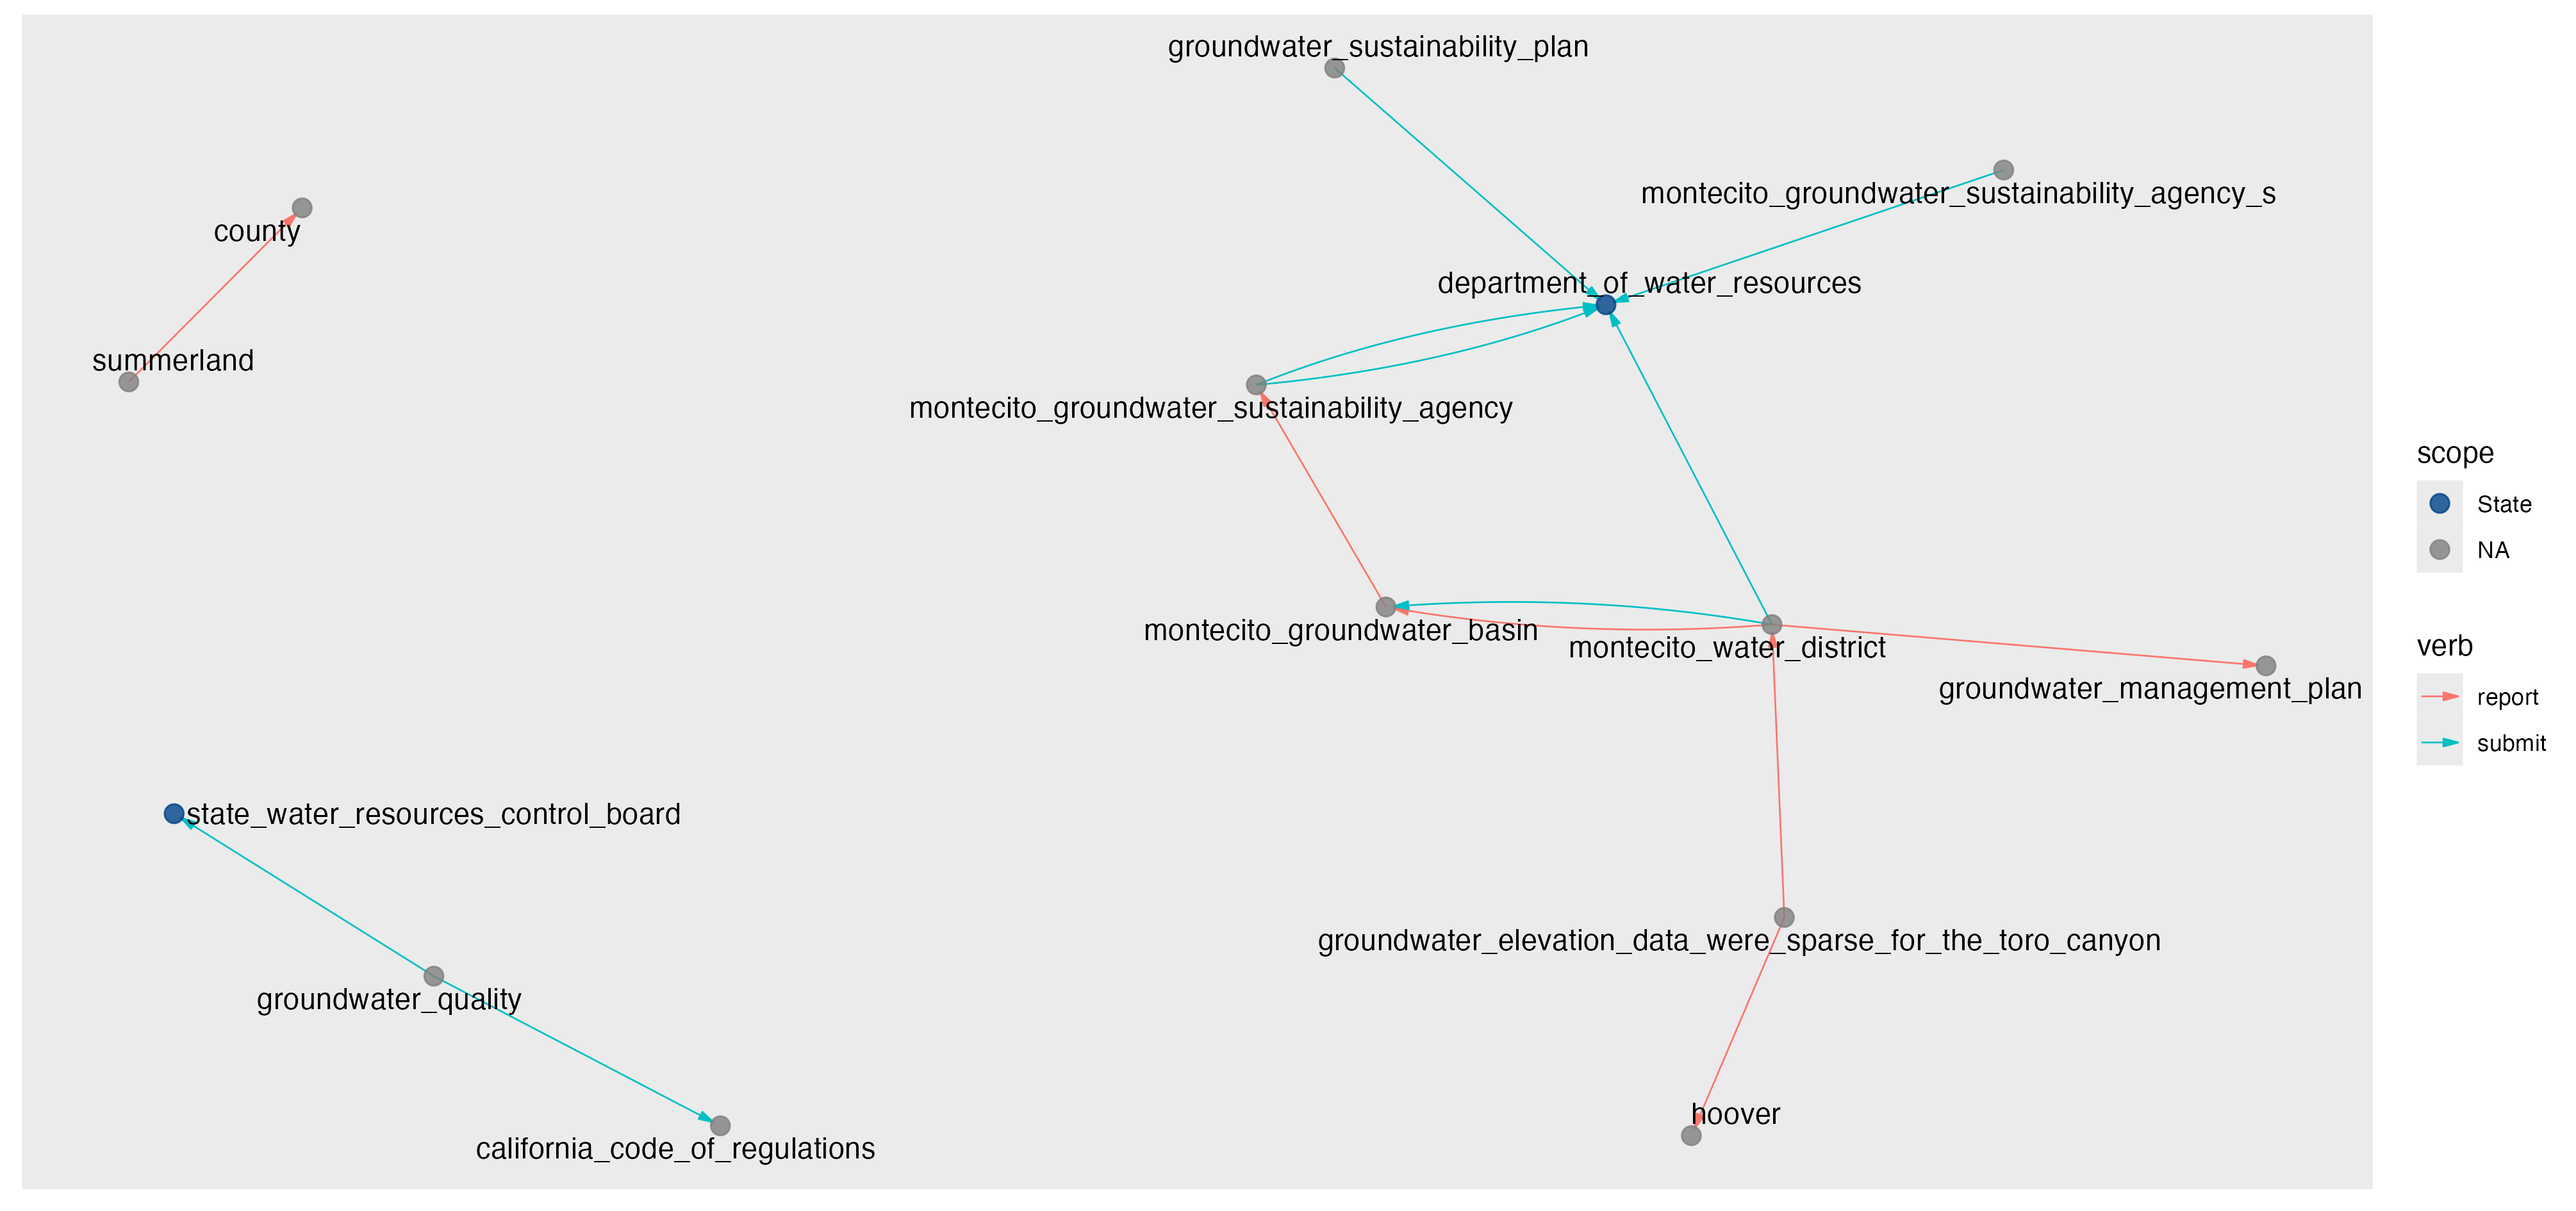 groundwater_sustainability_plan
montecito_groundwater_sustainability_agency_s
county
department_of_water_resources
summerland
montecito_groundwater_sustainability_agency
montecito_groundwater_basin
montecito_water_district
groundwater_management_plan
state_water_resources_control_board
groundwater_elevation_data_were_sparse_for_the_toro_canyon
groundwater_quality
hoover
california_code_of_regulations
scope
State
NA
verb
report
submit